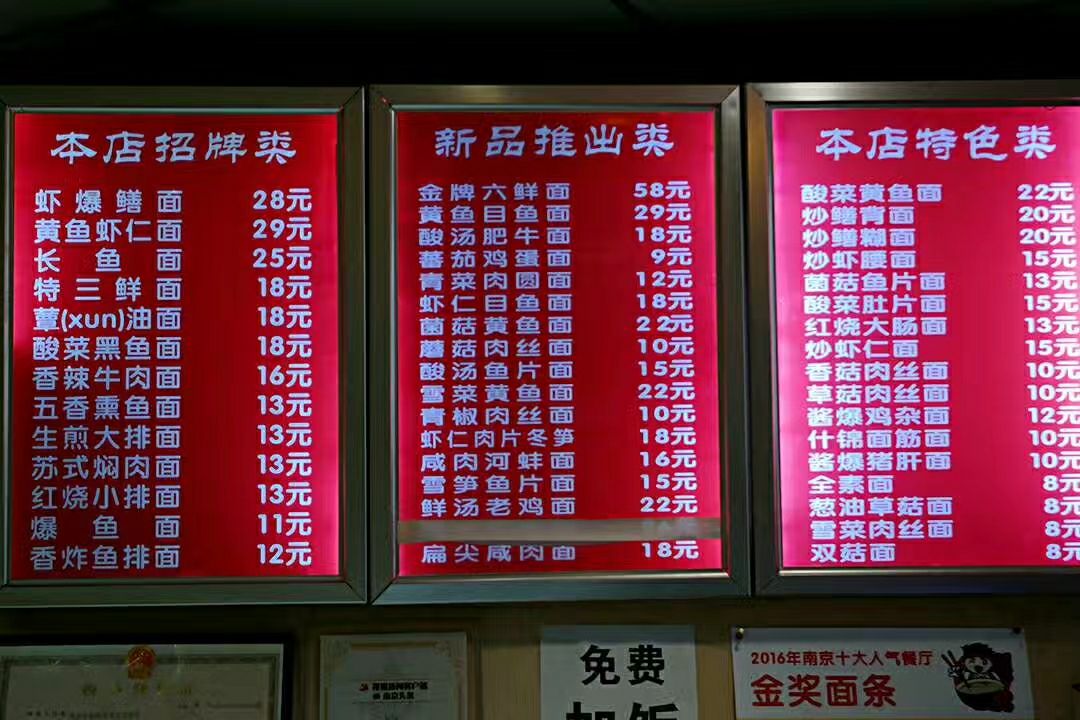 本店招牌类
虾爆鳝面 28元
黄鱼虾仁面 29元
长鱼面 25元
特三鲜面 18元
蕈(xun)油面 18元
酸菜黑鱼面 18元
香辣牛肉面 16元
五香熏鱼面 13元
生煎大排面 13元
苏式焖肉面 13元
红烧小排面 13元
爆鱼面 11元
香炸鱼排面 12元
新品推出类
金牌六鲜面 58元
黄鱼目鱼面 29元
酸汤肥牛面 18元
蕃茄鸡蛋面 9元
青菜肉圆面 12元
虾仁目鱼面 18元
菌菇黄鱼面 22元
蘑菇肉丝面 10元
酸汤鱼片面 15元
雪菜黄鱼面 22元
青椒肉丝面 10元
虾仁肉片冬笋 18元
咸肉河蚌面 16元
雪笋鱼片面 15元
鲜汤老鸡面 22元
扁尖咸肉面 18元
本店特色类
酸菜黄鱼面 22元
炒鳝背面 20元
炒鳝糊面 20元
炒虾腰面 15元
菌菇鱼片面 13元
酸菜肚片面 15元
红烧大肠面 13元
炒虾仁面 15元
香菇肉丝面 10元
草菇肉丝面 10元
酱爆鸡杂面 12元
什锦面筋面 10元
酱爆猪肝面 10元
全素面 8元
葱油草菇面 8元
雪菜肉丝面 8元
双菇面 8元
免费
加饭
2016年南京十大人气餐厅
金奖面条